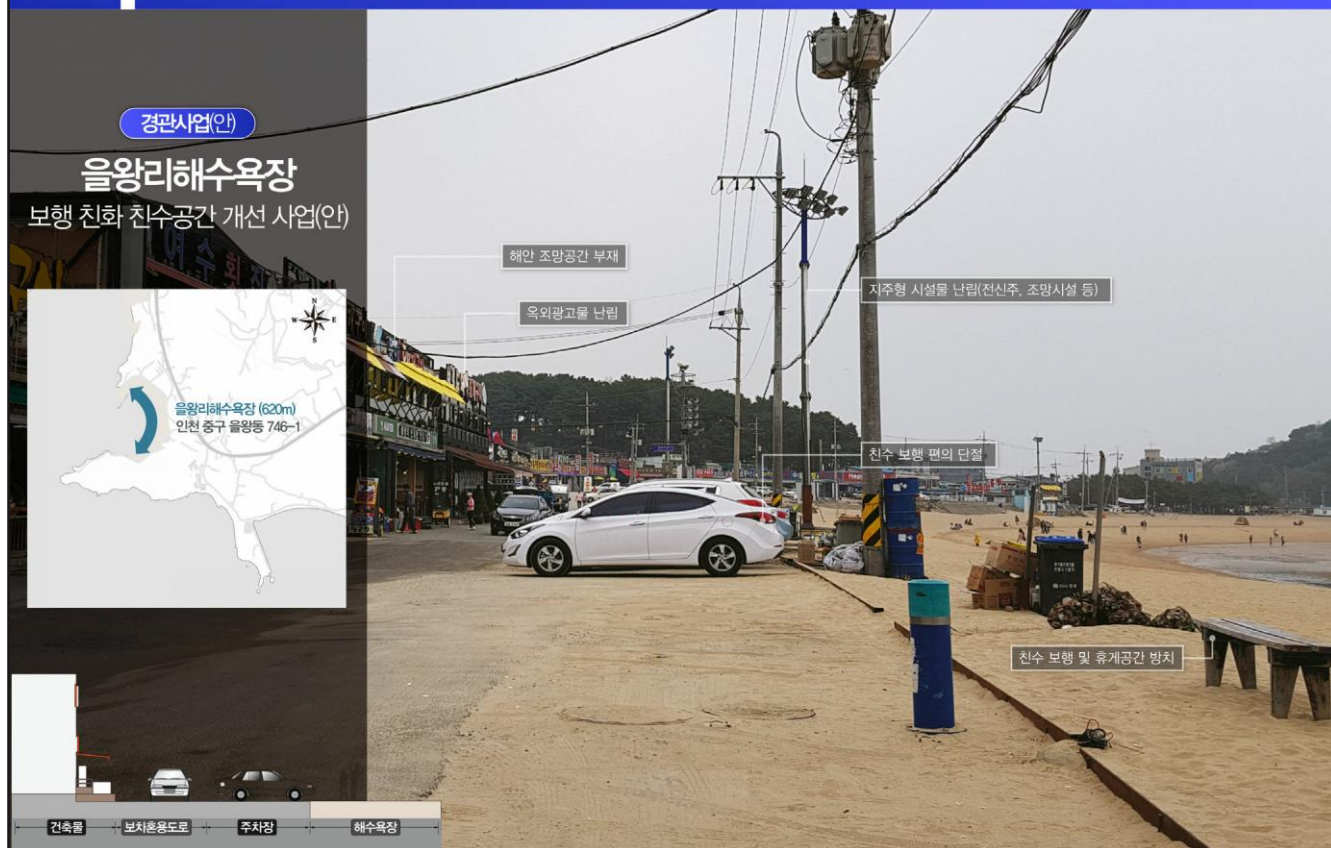 경관사업(안)
을왕리해수욕장
보행 친화 친수공간 개선 사업(안)
해안 조망공간 부재
옥외광고물 난립
지주형 시설물 난립(전신주, 조망시설 등)
N
W E
S
을왕리해수욕장 (620m)
인천 중구 을왕동 746-1
친수 보행 편의 단절
친수 보행 및 휴게공간 방치
건축물
보차혼용도로
주차장
해수욕장